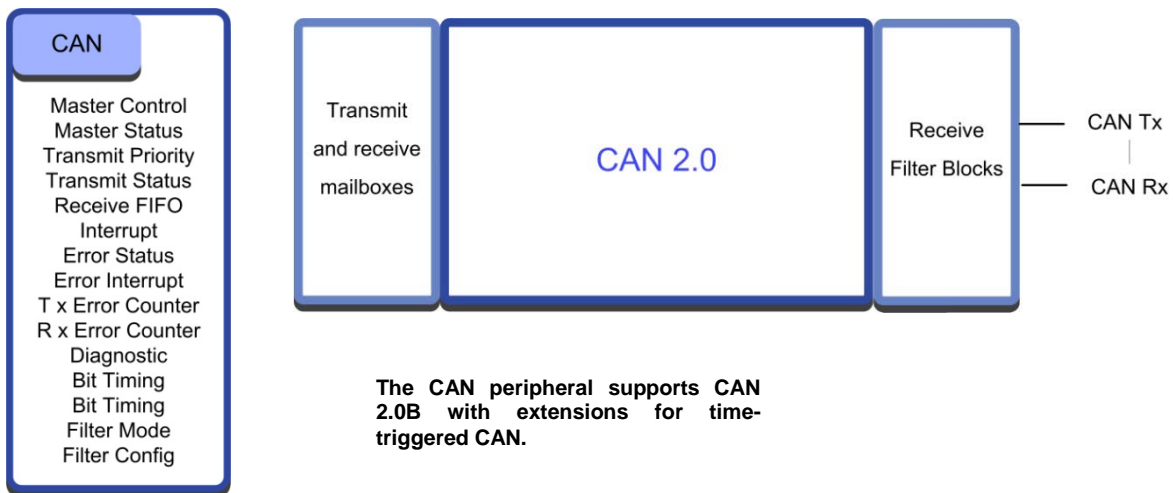 CAN
Master Control
Master Status
Transmit Priority
Transmit Status
Receive FIFO
Interrupt
Error Status
Error Interrupt
T x Error Counter
R x Error Counter
Diagnostic
Bit Timing
Bit Timing
Filter Mode
Filter Config
Transmit
and receive
mailboxes
CAN 2.0
Receive
Filter Blocks
CAN Tx
CAN Rx
The CAN peripheral supports CAN
2.0B with extensions for time-
triggered CAN.